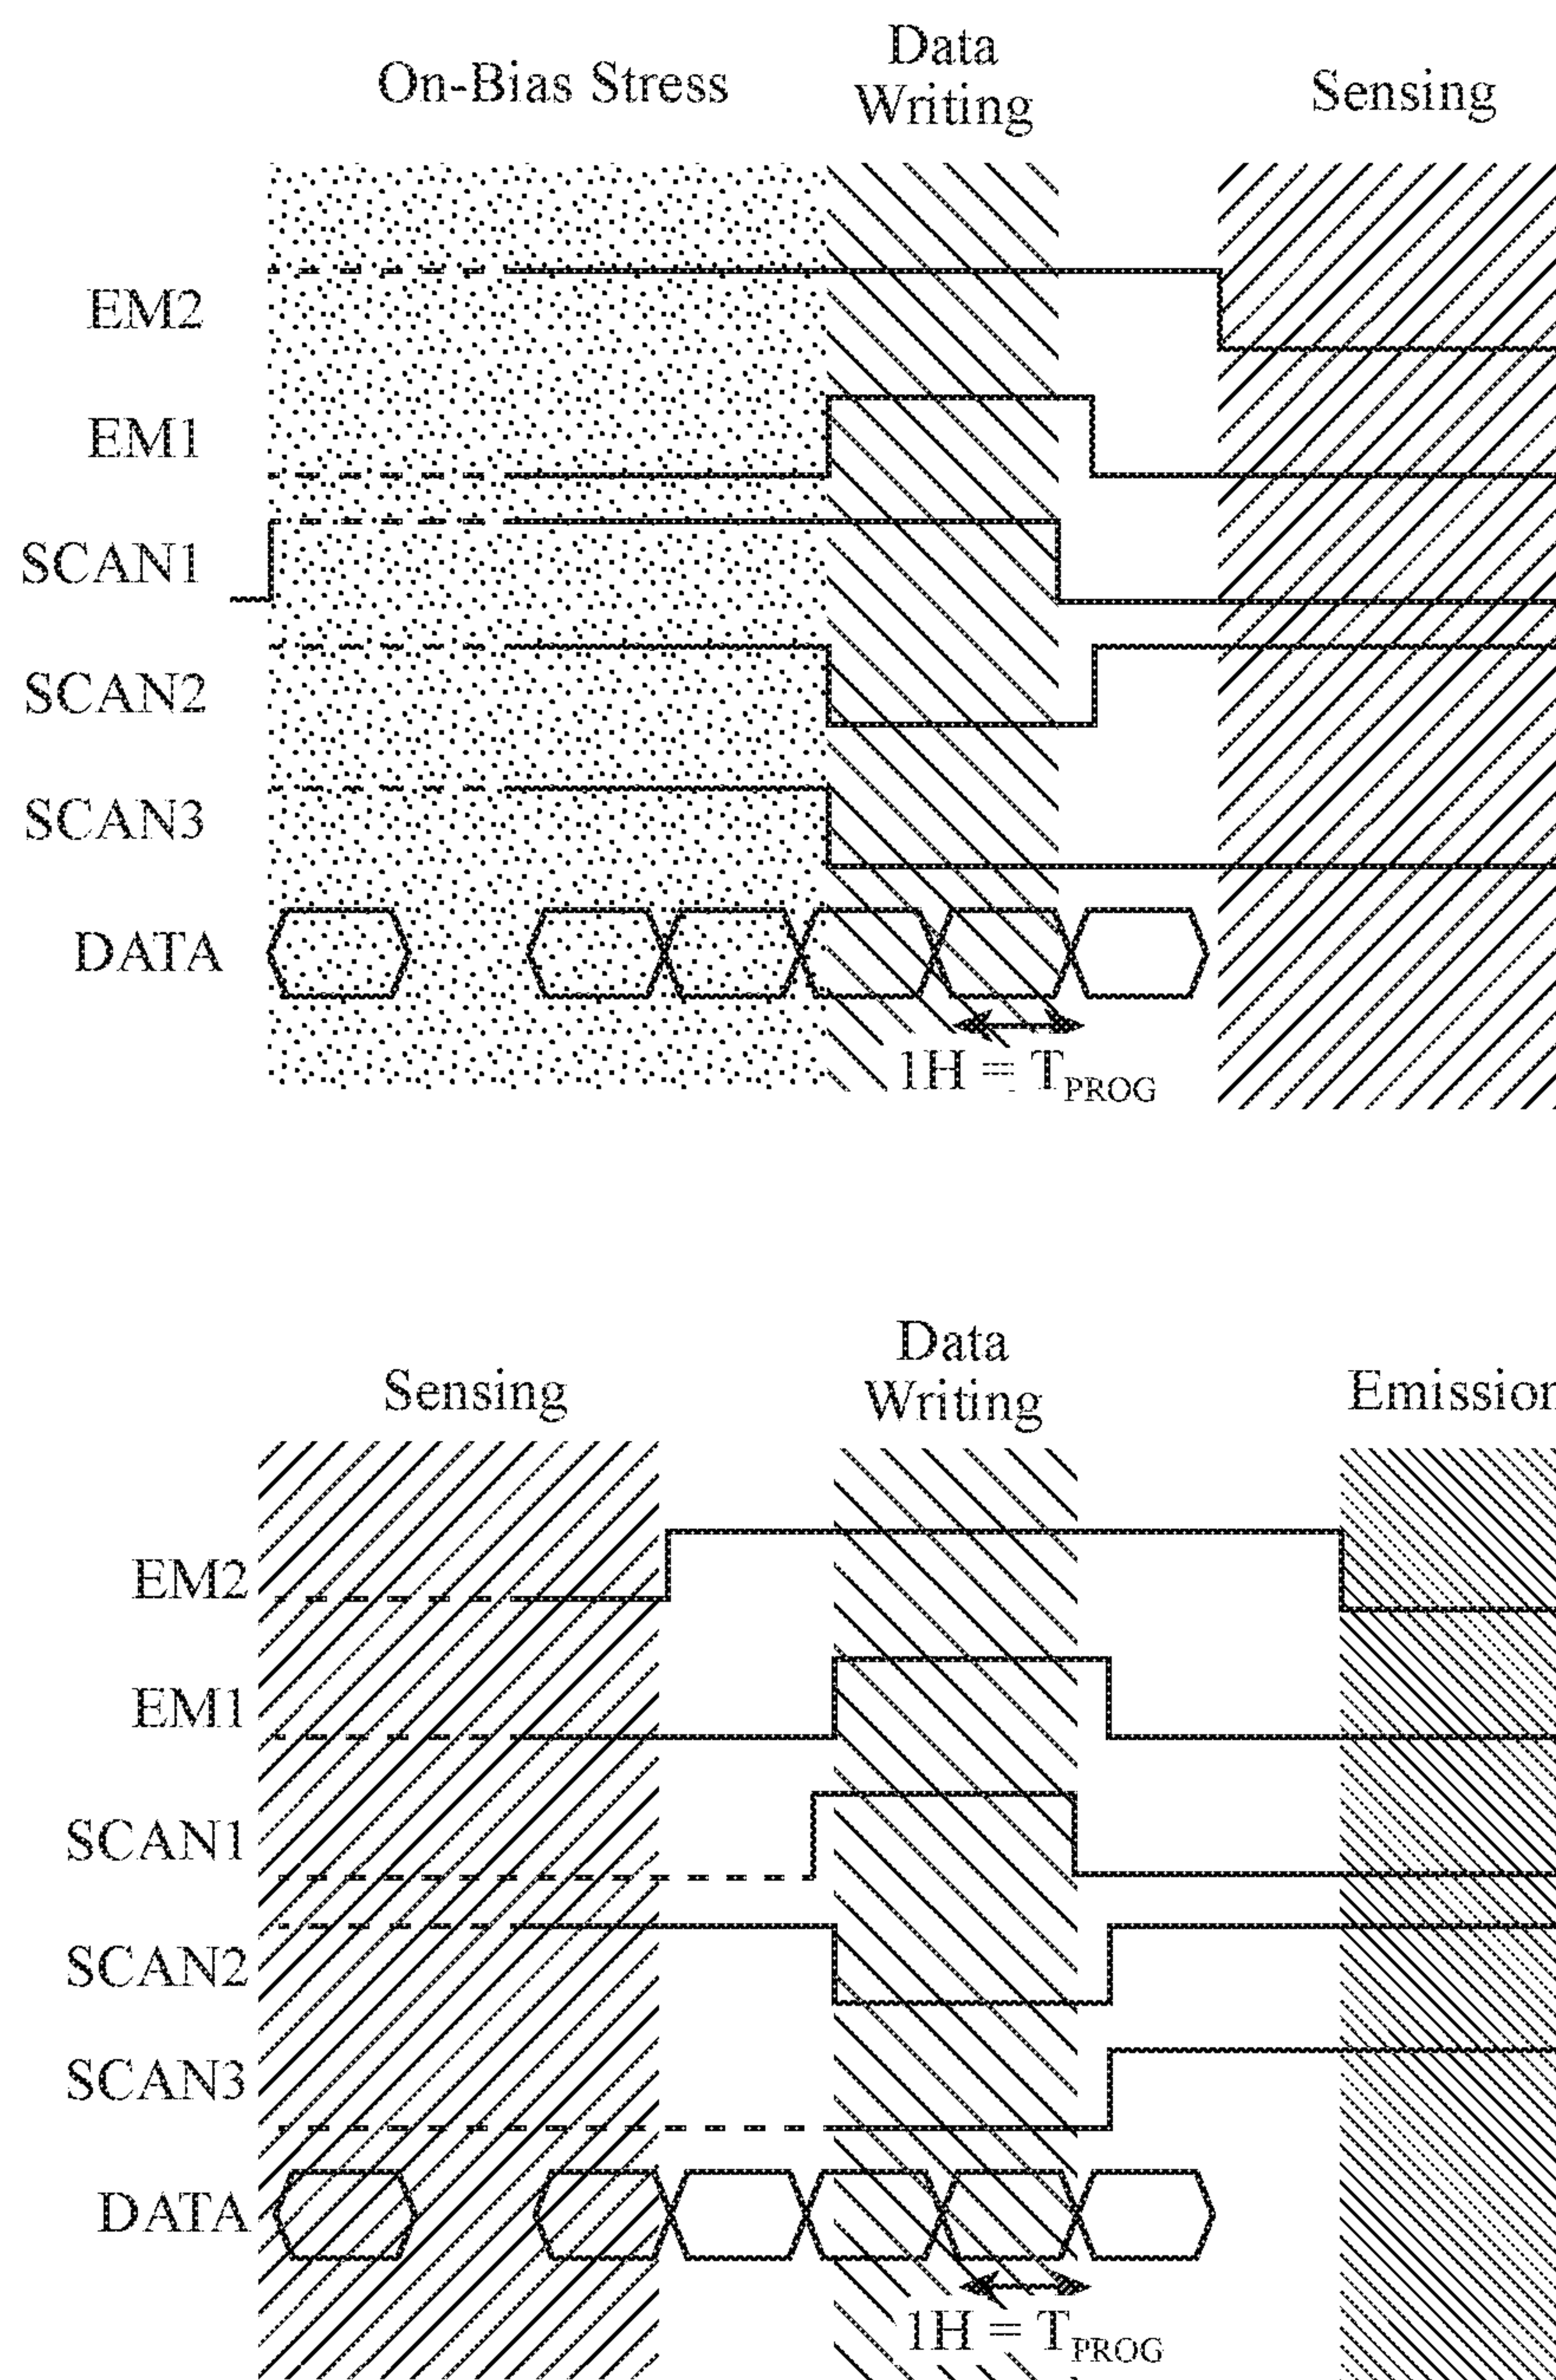 On-Bias Stress
Data
Writing
Sensing
EM2
EM1
SCAN1
SCAN2
SCAN3
DATA
1H = TPROG
Sensing
Data
Writing
Emission
EM2
EM1
SCAN1
SCAN2
SCAN3
DATA
1H = TPROG